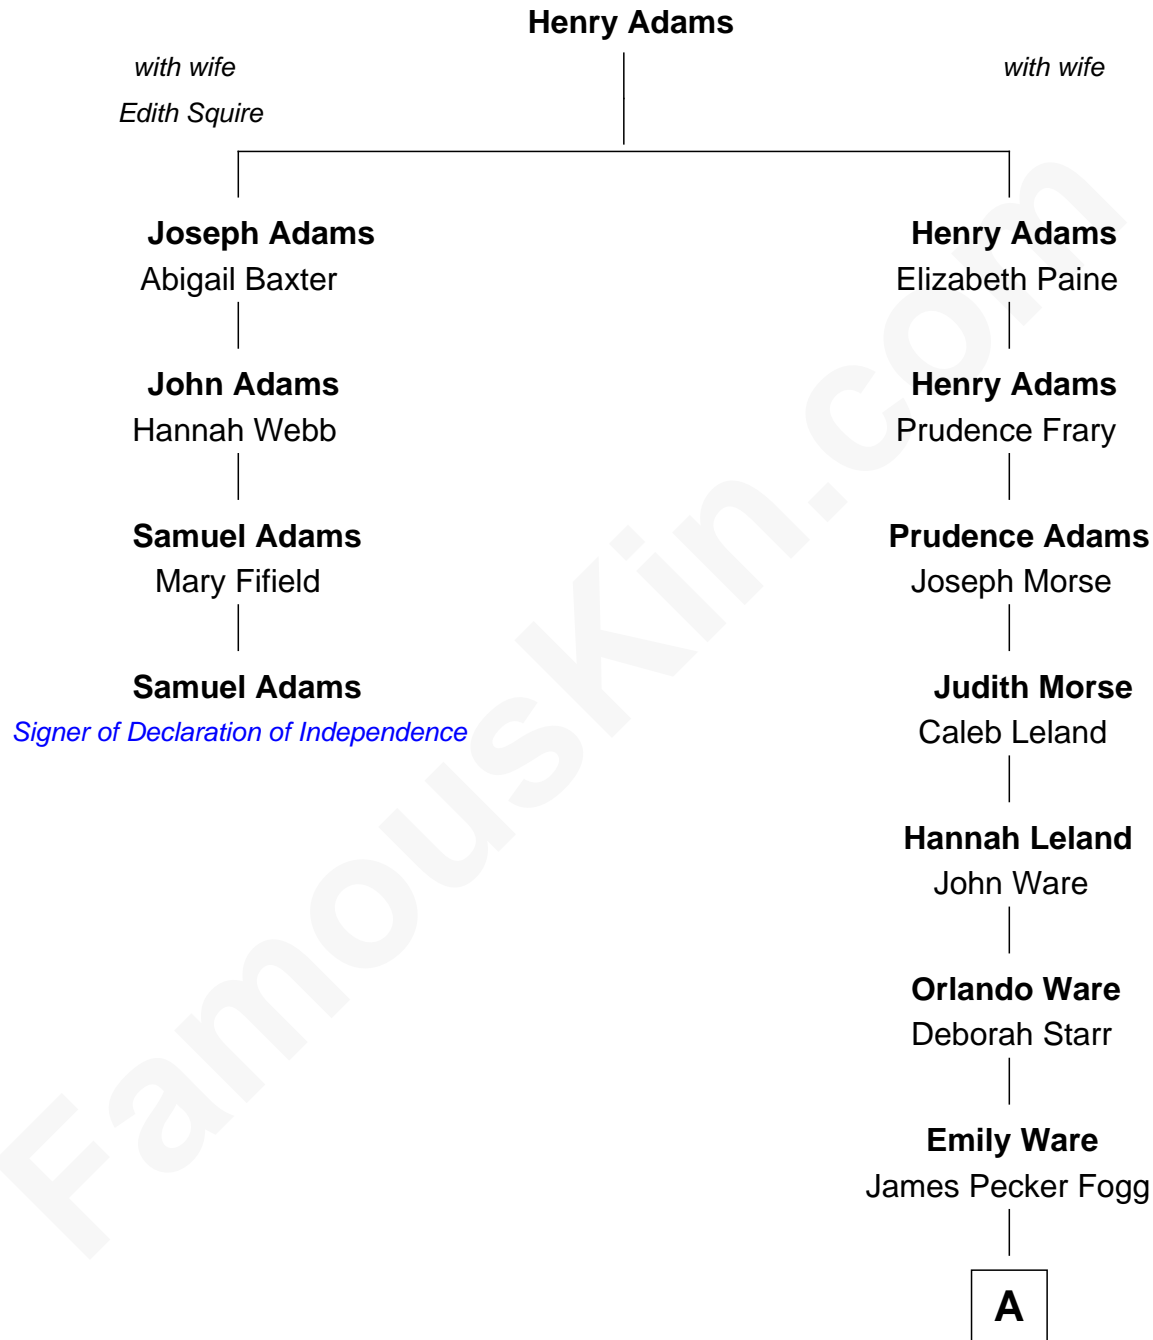 Henry Adams
with wife
Edith Squire
with wife
Joseph Adams
Abigail Baxter
Henry Adams
Elizabeth Paine
John Adams
Hannah Webb
Henry Adams
Prudence Frary
Samuel Adams
Mary Fifield
Prudence Adams
Joseph Morse
Samuel Adams
Signer of Declaration of Independence
Judith Morse
Caleb Leland
Hannah Leland
John Ware
Orlando Ware
Deborah Starr
Emily Ware
James Pecker Fogg
A
FamousKin.com